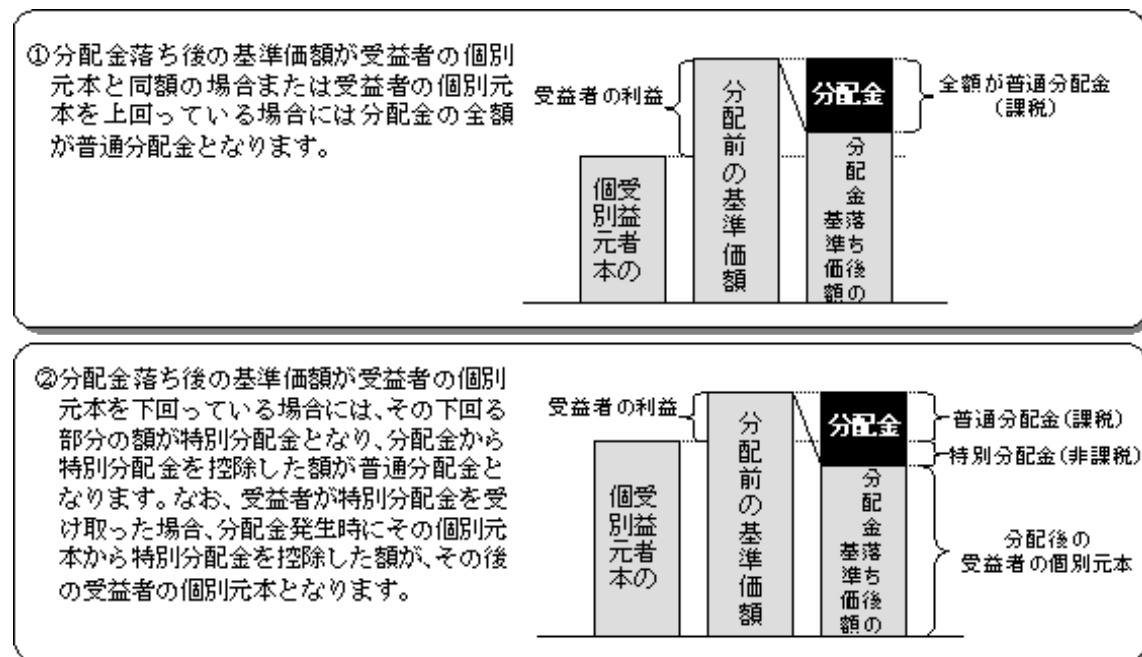 ①分配金落ち後の基準価額が受益者の個別
元本と同額の場合または受益者の個別元
本を上回っている場合には分配金の全額
が普通分配金となります。
受益者の利益
受益者の
個別元本
分配前の基準価額
分配金
分配金落ち後の
基準価額
全額が普通分配金
(課税)
②分配金落ち後の基準価額が受益者の個別
元本を下回っている場合には、その下回る
部分の額が特別分配金となり、分配金から
特別分配金を控除した額が普通分配金と
なります。なお、受益者が特別分配金を受
け取った場合、分配金発生時にその個別元
本から特別分配金を控除した額が、その後
の受益者の個別元本となります。
受益者の利益
受益者の
個別元本
分配前の基準価額
分配金
分配金落ち後の
基準価額
普通分配金(課税)
特別分配金(非課税)
分配後の
受益者の個別元本